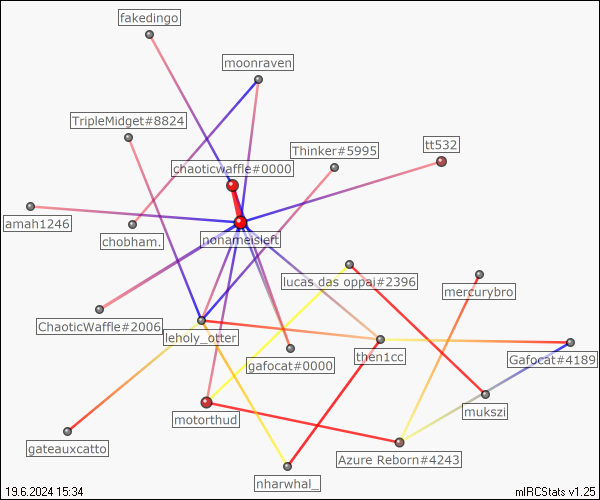 fakedingo
moonraven
TripleMidget#8824
tt532
Thinker#5995
chaoticwaffle#0000
amah1246
chobham.
nonameisleft
lucas das oppai#2396
mercurybro
ChaoticWaffle#2006
leholy_otter
gafocat#0000
then1cc
Gafocat#4189
mukszi
motorthud
gateauxcatto
Azure Reborn#4243
nharwhal_
19.6.2024 15:34
mIRCStats v1.25